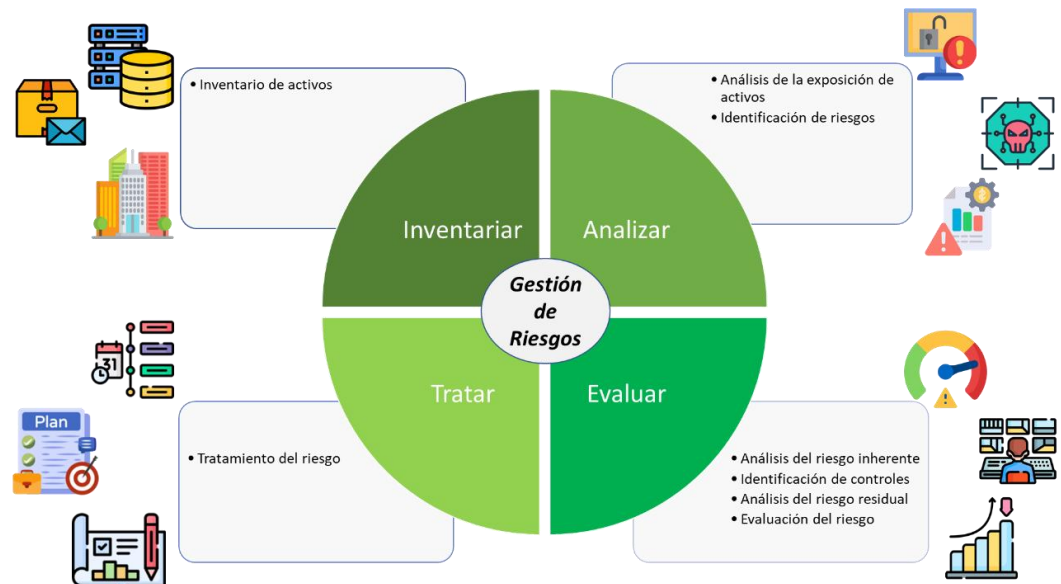 • Inventario de activos
• Análisis de la exposición de
activos
• Identificación de riesgos
Inventariar
Analizar
Gestión
de
Riesgos
Tratar
Evaluar
31
Plan
• Tratamiento del riesgo
• Análisis del riesgo inherente
• Identificación de controles
• Análisis del riesgo residual
• Evaluación del riesgo